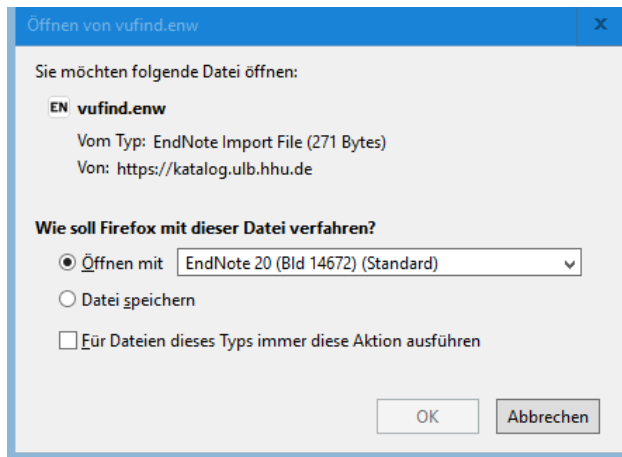 Öffnen von vufind.enw x
Sie möchten folgende Datei öffnen:
EN vufind.enw
Vom Typ: EndNote Import File (271 Bytes)
Von: https://katalog.ulb.hhu.de
Wie soll Firefox mit dieser Datei verfahren?
Öffnen mit EndNote 20 (Bld 14672) (Standard)
Datei speichern
Für Dateien dieses Typs immer diese Aktion ausführen
OK Abbrechen